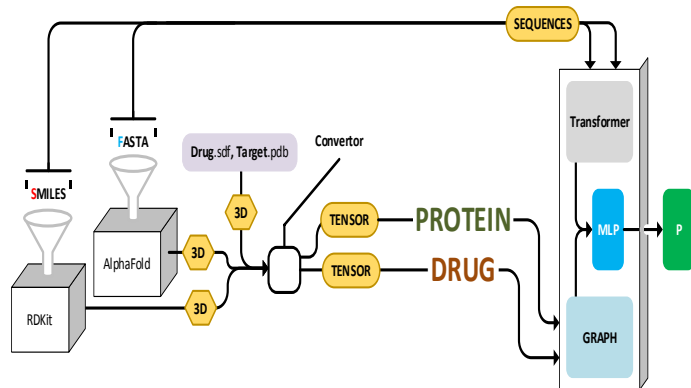 SEQUENCES
FASTA
SMILES
Drug.sdf, Target.pdb
Convertor
Transformer
3D
TENSOR
PROTEIN
MLP
P
AlphaFold
3D
TENSOR
DRUG
RDKit
3D
GRAPH